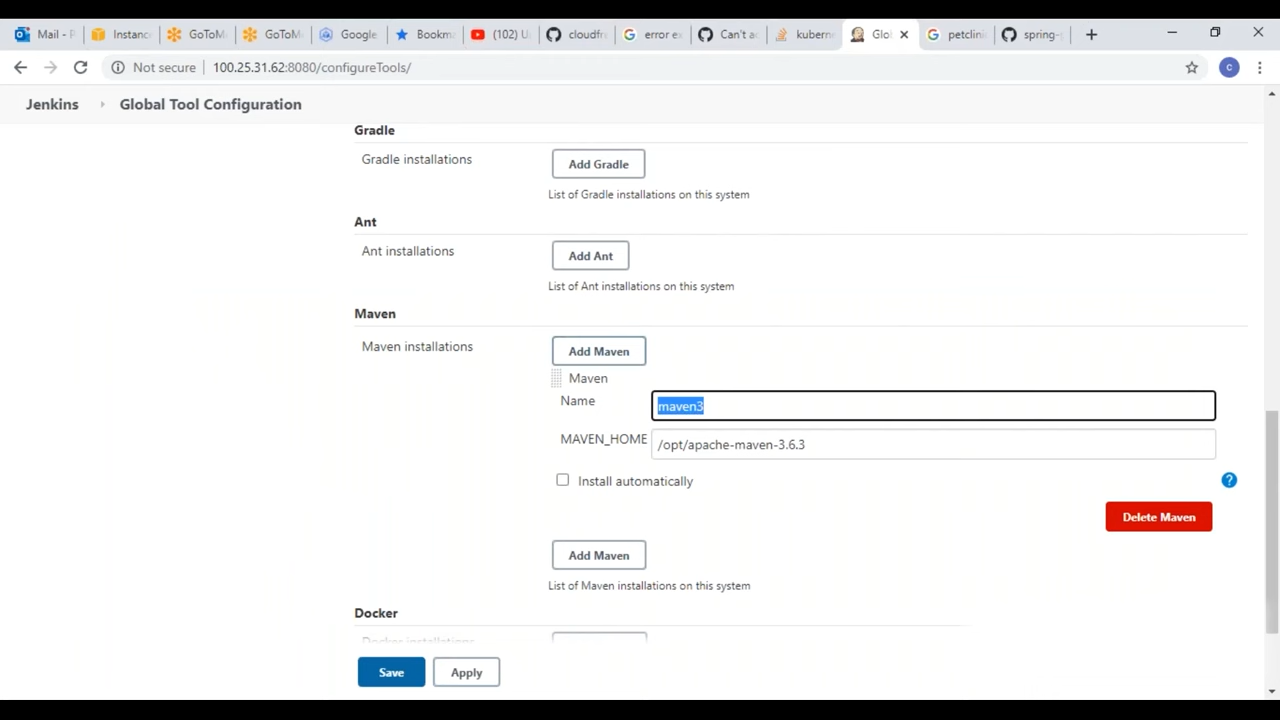 Mail - P
Instanc
GoToM
GoToM
Google
Bookm
(102) U
cloudfr
error e
Can't a
kubern
Glo
petclini
spring-
Not secure
100.25.31.62:8080/configureTools/
c
Jenkins
Global Tool Configuration
Gradle
Gradle installations
Add Gradle
List of Gradle installations on this system
Ant
Ant installations
Add Ant
List of Ant installations on this system
Maven
Maven installations
Add Maven
Maven
Name
maven3
MAVEN_HOME
/opt/apache-maven-3.6.3
Install automatically
?
Delete Maven
Add Maven
List of Maven installations on this system
Docker
Docker installations
Save
Apply